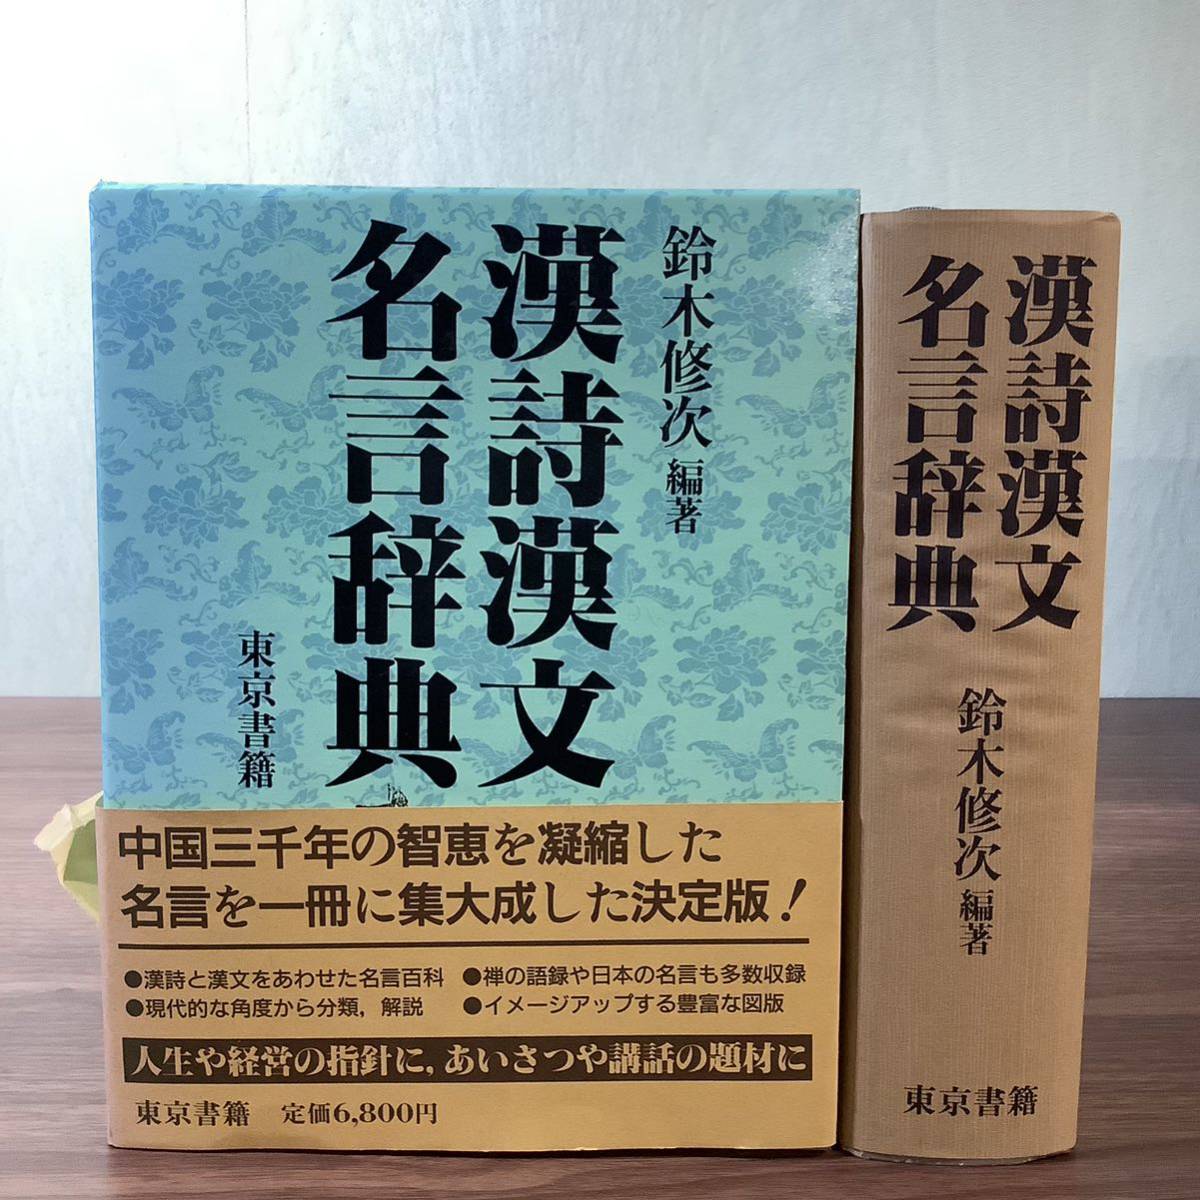 鈴木修次 編著
漢詩漢文
名言辞典
東京書籍
中国三千年の智恵を凝縮した
名言を一冊に集大成した決定版！
●漢詩と漢文をあわせた名言百科
●現代的な角度から分類，解説
●禅の語録や日本の名言も多数収録
●イメージアップする豊富な図版
人生や経営の指針に，あいさつや講話の題材に
東京書籍 定価6,800円
漢詩漢文
名言辞典
鈴木修次 編著
東京書籍